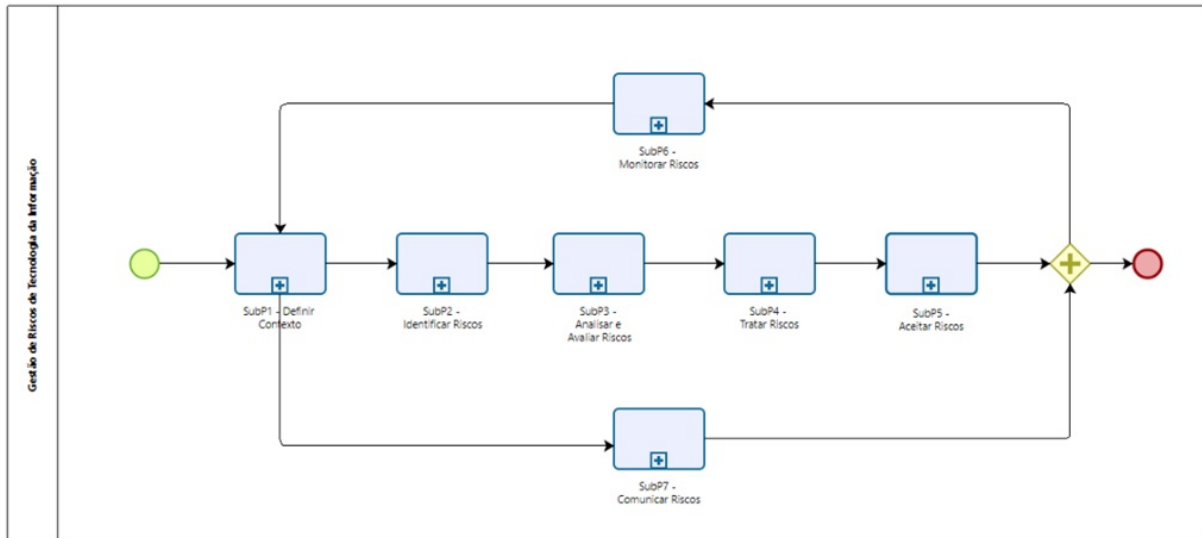 Gestão de Riscos de Tecnologia da Informação
SubP6 -
Monitorar Riscos
SubP1 - Definir
Contexto
SubP2 -
Identificar Riscos
SubP3 -
Analisar e
Avaliar Riscos
SubP4 -
Tratar Riscos
SubP5 -
Aceitar Riscos
SubP7 -
Comunicar Riscos